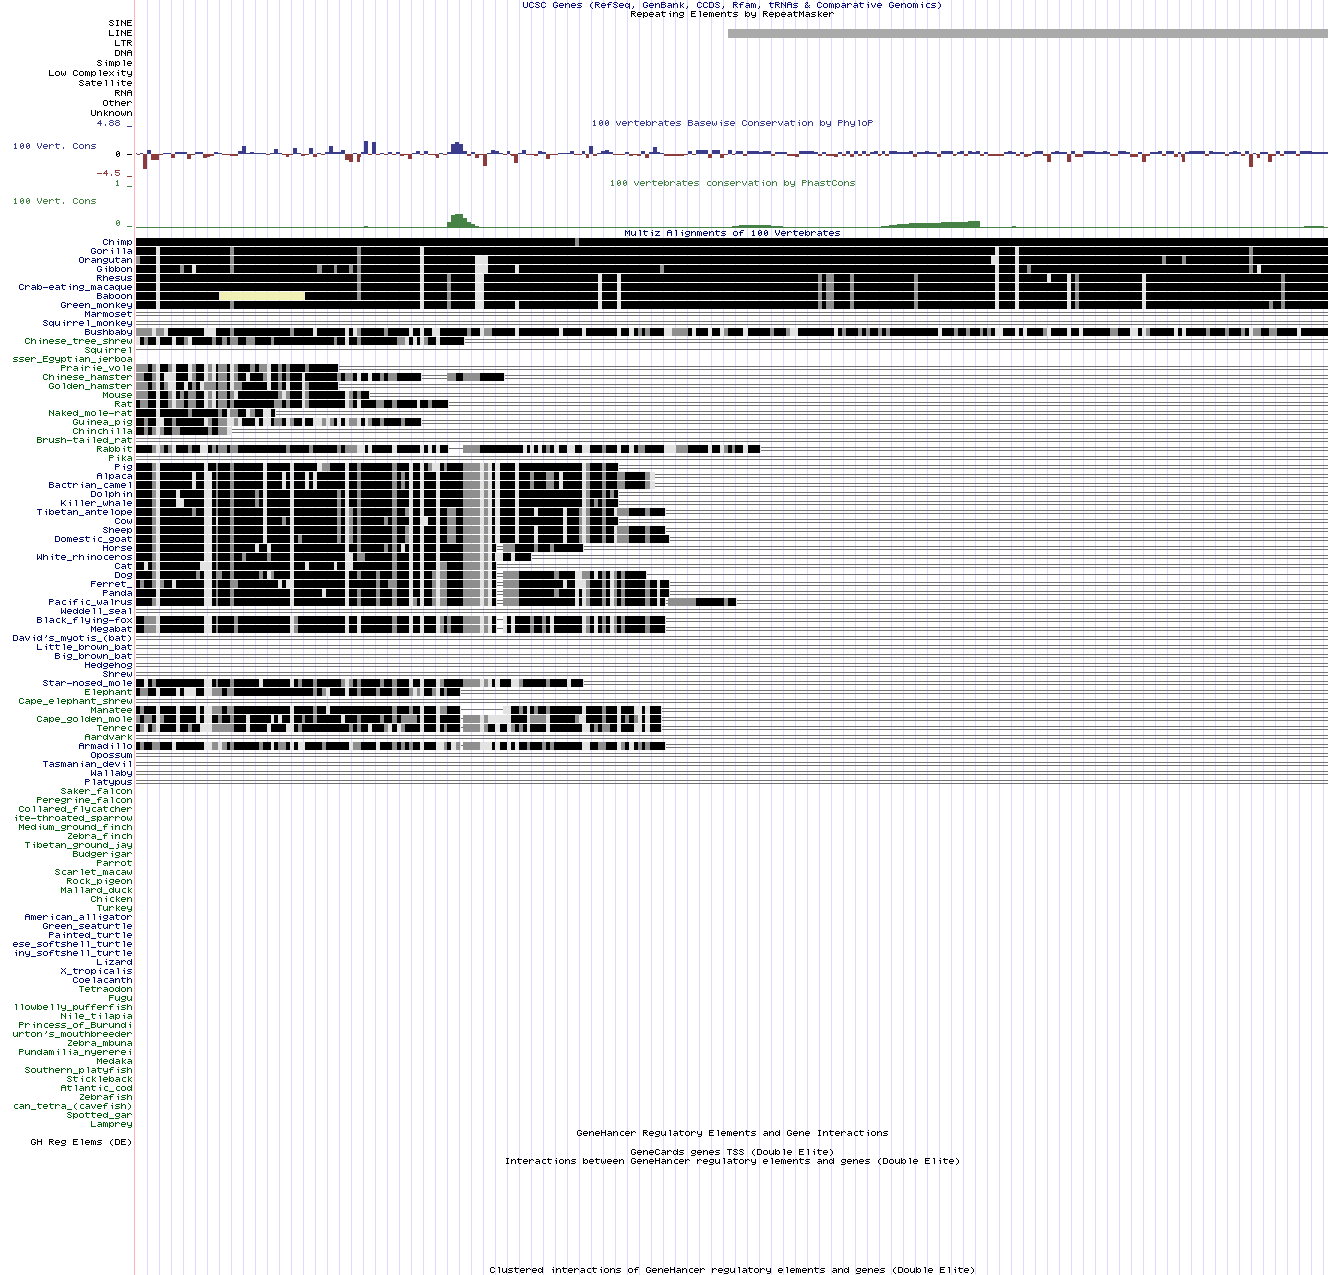 UCSC Genes (RefSeq, GenBank, CCDS, Rfam, tRNAs & Comparative Genomics)
Repeating Elements by RepeatMasker
SINE
LINE
LTR
DNA
Simple
Low Complexity
Satellite
RNA
Other
Unknown
4.88 _
100 vertebrates Basewise Conservation by PhyloP
100 Vert. Cons
0 -
-4.5 _
1 _
100 vertebrates conservation by PhastCons
100 Vert. Cons
0 _
Multiz Alignments of 100 Vertebrates
Chimp
Gorilla
Orangutan
Gibbon
Rhesus
Crab-eating_macaque
Baboon
Green_monkey
Marmoset
Squirrel_monkey
Bushbaby
Chinese_tree_shrew
Squirrel
sser_Egyptian_jerboa
Prairie_vole
Chinese_hamster
Golden_hamster
Mouse
Rat
Naked_mole-rat
Guinea_pig
Chinchilla
Brush-tailed_rat
Rabbit
Pika
Pig
Alpaca
Bactrian_camel
Dolphin
Killer_whale
Tibetan_antelope
Cow
Sheep
Domestic_goat
Horse
White_rhinoceros
Cat
Dog
Ferret_
Panda
Pacific_walrus
Weddell_seal
Black_flying-fox
Megabat
David's_myotis_(bat)
Little_brown_bat
Big_brown_bat
Hedgehog
Shrew
Star-nosed_mole
Elephant
Cape_elephant_shrew
Manatee
Cape_golden_mole
Tenrec
Aardvark
Armadillo
Opossum
Tasmanian_devil
Wallaby
Platypus
Saker_falcon
Peregrine_falcon
Collared_flycatcher
ite-throated_sparrow
Medium_ground_finch
Zebra_finch
Tibetan_ground_jay
Budgerigar
Parrot
Scarlet_macaw
Rock_pigeon
Mallard_duck
Chicken
Turkey
American_alligator
Green_seaturtle
Painted_turtle
ese_softshell_turtle
iny_softshell_turtle
Lizard
X_tropicalis
Coelacanth
Tetraodon
Fugu
llowbelly_pufferfish
Nile_tilapia
Princess_of_Burundi
urton's_mouthbreeder
Zebra_mbuna
Pundamilia_nyererei
Medaka
Southern_platyfish
Stickleback
Atlantic_cod
Zebrafish
can_tetra_(cavefish)
Spotted_gar
Lamprey
GeneHancer Regulatory Elements and Gene Interactions
GH Reg Elems (DE)
GeneCards genes TSS (Double Elite)
Interactions between GeneHancer regulatory elements and genes (Double Elite)
Clustered interactions of GeneHancer regulatory elements and genes (Double Elite)